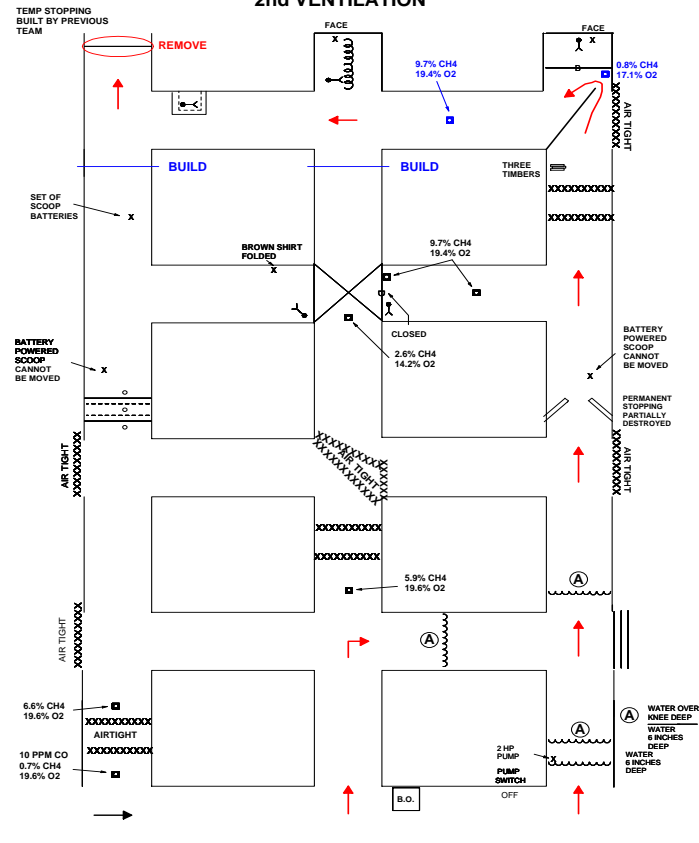 2nd VENTILATION
TEMP STOPPING
BUILT BY PREVIOUS
TEAM
REMOVE
FACE
X
FACE
X
B
9.7% CH4
19.4% O2
0.8% CH4
17.1% O2
AIR TIGHT
BUILD
BUILD
THREE
TIMBERS
SET OF
SCOOP
BATTERIES
X
BROWN SHIRT
FOLDED
X
9.7% CH4
19.4% O2
CLOSED
2.6% CH4
14.2% O2
BATTERY
POWERED
SCOOP
CANNOT
BE MOVED
X
BATTERY
POWERED
SCOOP
CANNOT
BE MOVED
X
PERMANENT
STOPPING
PARTIALLY
DESTROYED
AIR TIGHT
AIR TIGHT
AIR TIGHT
5.9% CH4
19.6% O2
A
A
AIR TIGHT
6.6% CH4
19.6% O2
AIRTIGHT
10 PPM CO
0.7% CH4
19.6% O2
A
A
WATER OVER
KNEE DEEP
WATER
6 INCHES
DEEP
WATER
6 INCHES
DEEP
2 HP
PUMP
X
PUMP
SWITCH
OFF
B.O.